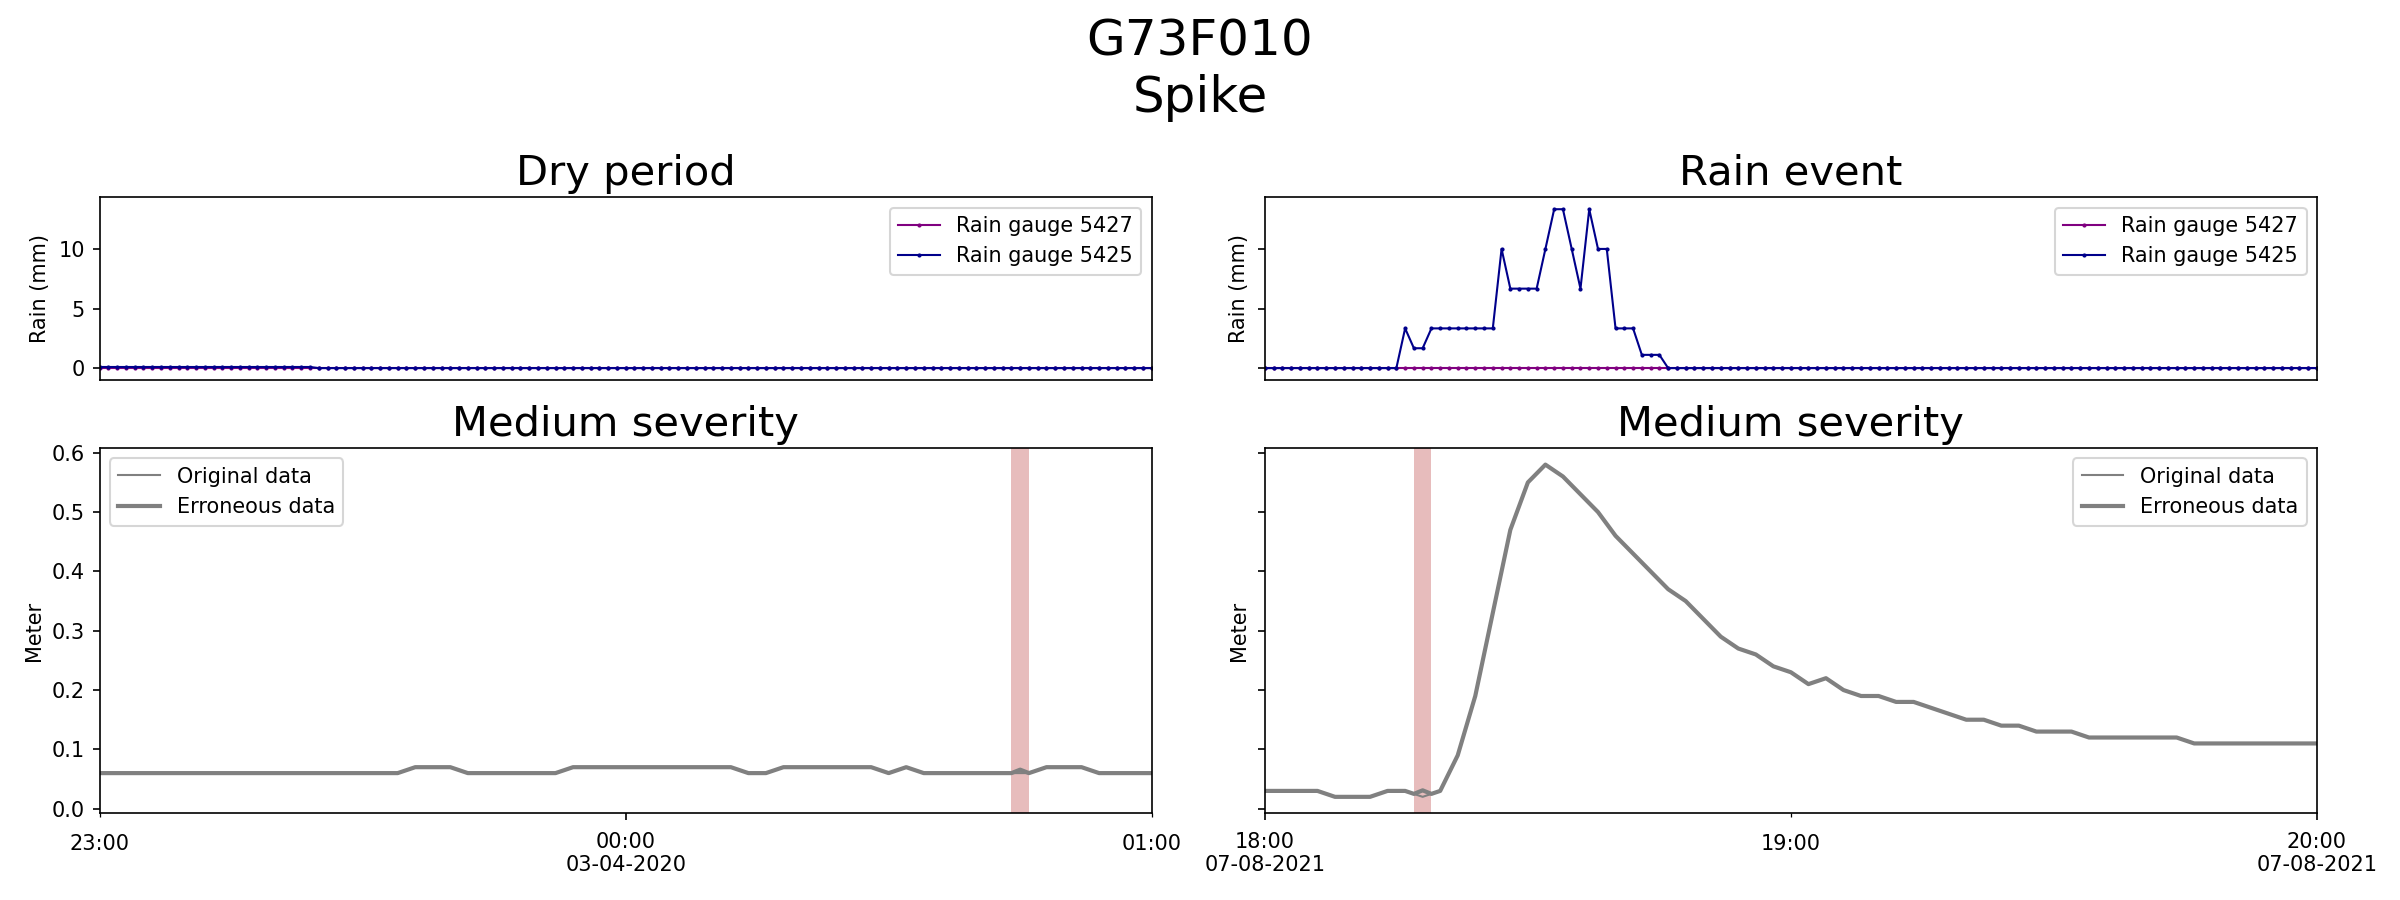 G73F010
Spike
Dry period
Rain (mm)
10
5
0
Rain gauge 5427
Rain gauge 5425
Rain event
Rain (mm)
Rain gauge 5427
Rain gauge 5425
Medium severity
Meter
0.6
0.5
0.4
0.3
0.2
0.1
0.0
Original data
Erroneous data
23:00
00:00
03-04-2020
01:00
Medium severity
Meter
Original data
Erroneous data
18:00
07-08-2021
19:00
20:00
07-08-2021